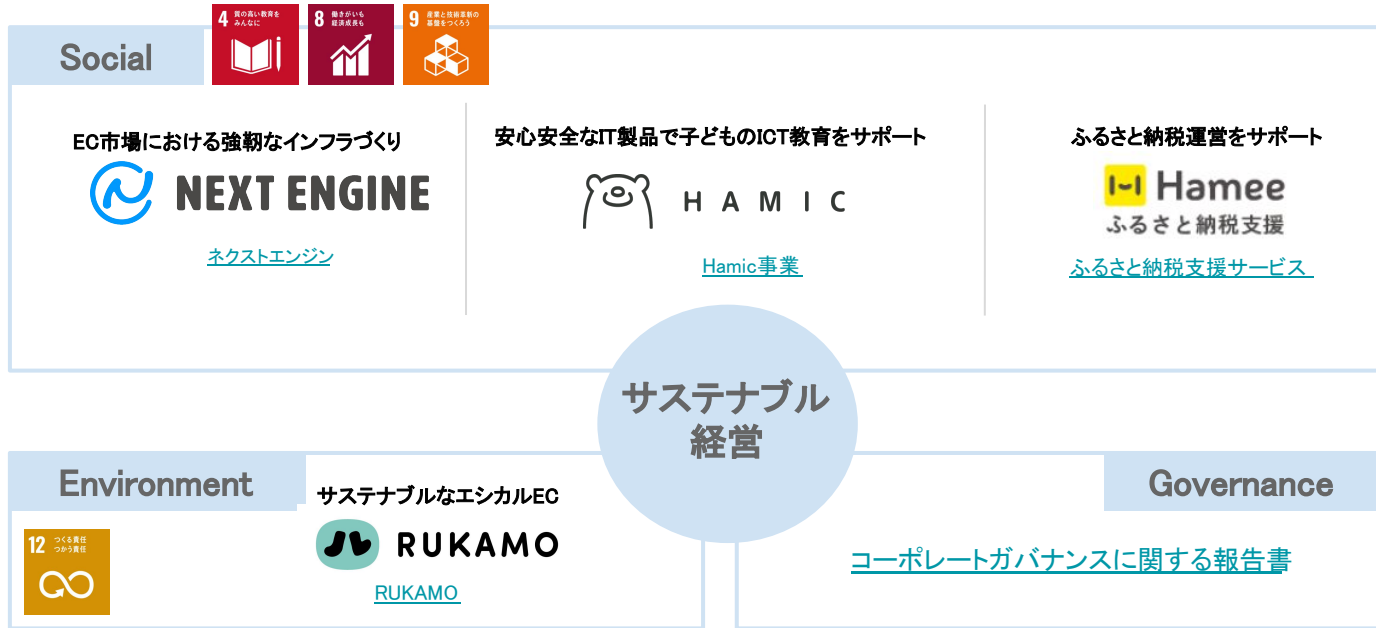 Social
4 質の高い教育を
みんなに
8 働きがいも
経済成長も
9 産業と技術革新の
基盤をつくろう
EC市場における強靭なインフラづくり
NEXT ENGINE
ネクストエンジン
安心安全なIT製品で子どものICT教育をサポート
HAMIC
Hamic事業
ふるさと納税運営をサポート
Hamee
ふるさと納税支援
ふるさと納税支援サービス
サステナブル
経営
Environment
12 つくる責任
つかう責任
サステナブルなエシカルEC
RUKAMO
RUKAMO
Governance
コーポレートガバナンスに関する報告書